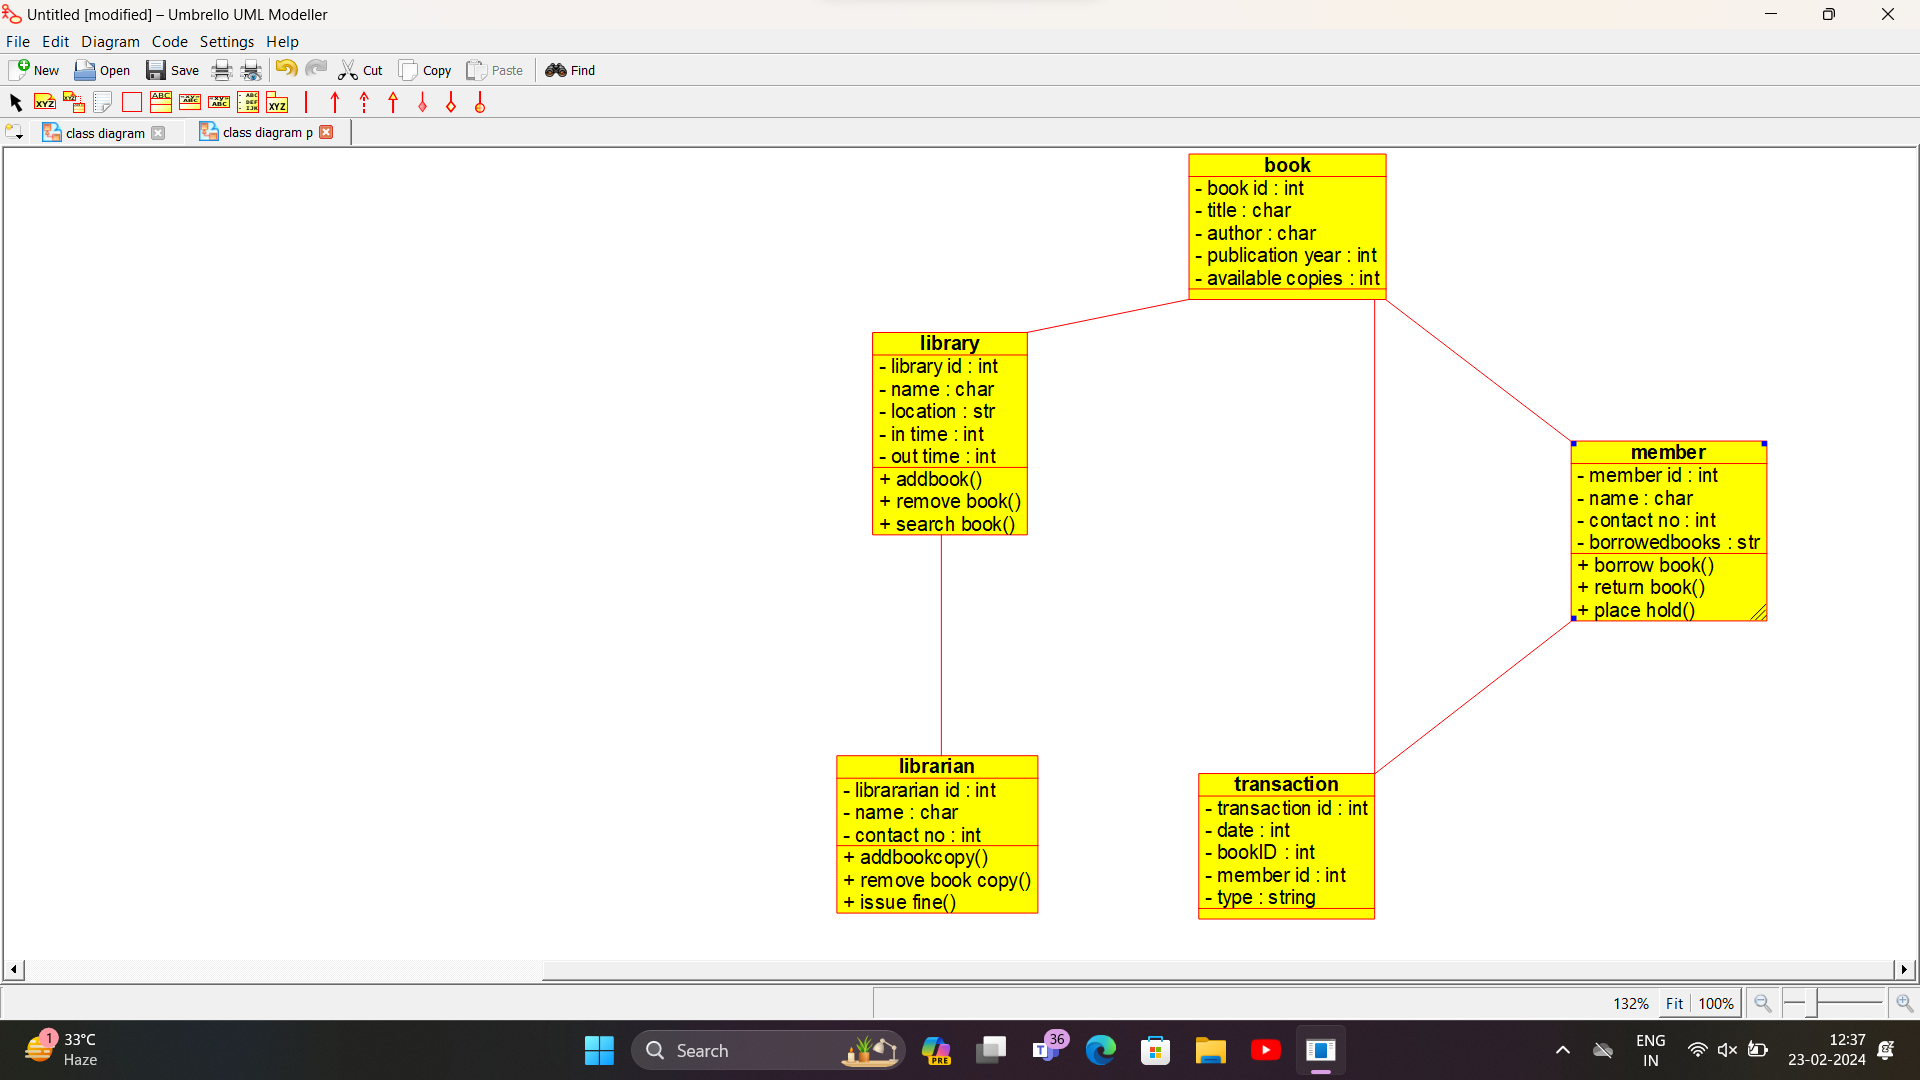 Untitled [modified] – Umbrello UML Modeller
File Edit Diagram Code Settings Help
New Open Save Cut Copy Paste Find
class diagram class diagram p
book
- book id : int
- title : char
- author : char
- publication year : int
- available copies : int
library
- library id : int
- name : char
- location : str
- in time : int
- out time : int
+ addbook()
+ remove book()
+ search book()
member
- member id : int
- name : char
- contact no : int
- borrowedbooks : str
+ borrow book()
+ return book()
+ place hold()
librarian
- librararian id : int
- name : char
- contact no : int
+ addbookcopy()
+ remove book copy()
+ issue fine()
transaction
- transaction id : int
- date : int
- bookID : int
- member id : int
- type : string
132% Fit 100%
1
33°C
Haze
Search
PRE
36
ENG
IN
12:37
23-02-2024